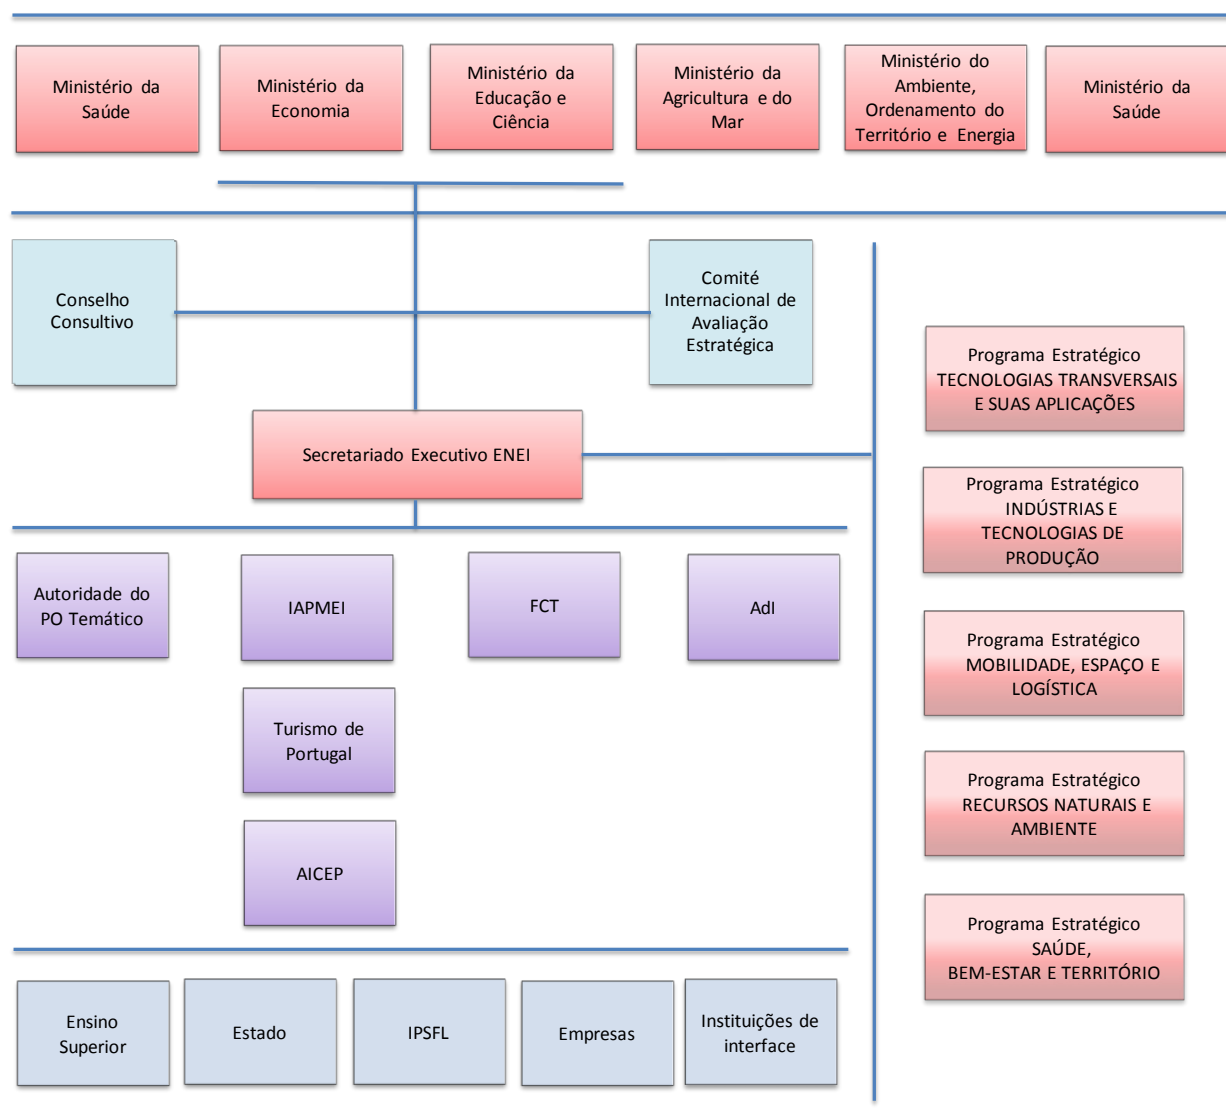 Ministério da
Saúde
Ministério da
Economia
Ministério da
Educação e
Ciência
Ministério da
Agricultura e do
Mar
Ministério do
Ambiente,
Ordenamento do
Território e Energia
Ministério da
Saúde
Conselho
Consultivo
Comité
Internacional de
Avaliação
Estratégica
Secretariado Executivo ENEI
Autoridade do
PO Temático
IAPMEI
FCT
AdI
Turismo de
Portugal
AICEP
Ensino
Superior
Estado
IPSFL
Empresas
Instituições de
interface
Programa Estratégico
TECNOLOGIAS TRANSVERSAIS
E SUAS APLICAÇÕES
Programa Estratégico
INDÚSTRIAS E
TECNOLOGIAS DE
PRODUÇÃO
Programa Estratégico
MOBILIDADE, ESPAÇO E
LOGÍSTICA
Programa Estratégico
RECURSOS NATURAIS E
AMBIENTE
Programa Estratégico
SAÚDE,
BEM-ESTAR E TERRITÓRIO